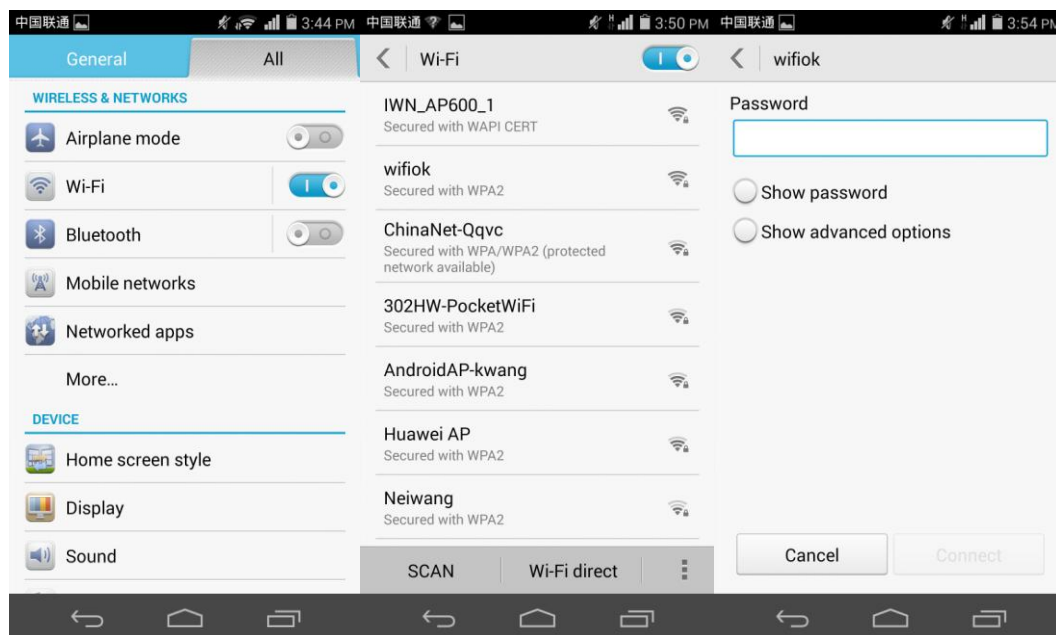 中国联通 3:44 PM
General All
WIRELESS & NETWORKS
Airplane mode
Wi-Fi
Bluetooth
Mobile networks
Networked apps
More...
DEVICE
Home screen style
Display
Sound
中国联通 3:50 PM
Wi-Fi
IWN_AP600_1
Secured with WAPI CERT
wifiok
Secured with WPA2
ChinaNet-Qqvc
Secured with WPA/WPA2 (protected
network available)
302HW-PocketWiFi
Secured with WPA2
AndroidAP-kwang
Secured with WPA2
Huawei AP
Secured with WPA2
Neiwang
Secured with WPA2
SCAN Wi-Fi direct
中国联通 3:54 PM
wifiok
Password
Show password
Show advanced options
Cancel Connect